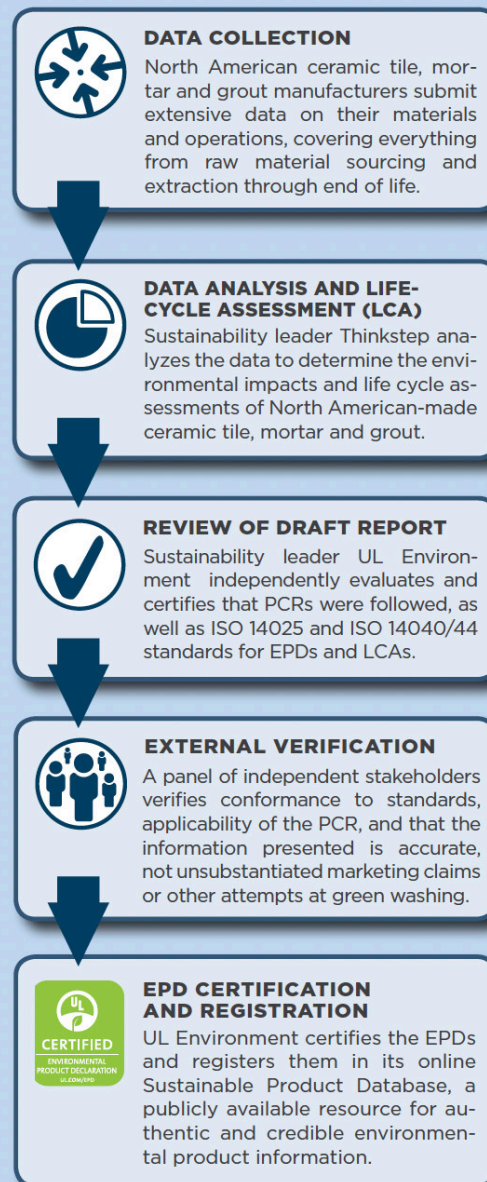 DATA COLLECTION
North American ceramic tile, mor-
tar and grout manufacturers submit
extensive data on their materials
and operations, covering everything
from raw material sourcing and
extraction through end of life.
DATA ANALYSIS AND LIFE-
CYCLE ASSESSMENT (LCA)
Sustainability leader Thinkstep ana-
lyzes the data to determine the envi-
ronmental impacts and life cycle as-
sessments of North American-made
ceramic tile, mortar and grout.
REVIEW OF DRAFT REPORT
Sustainability leader UL Environ-
ment independently evaluates and
certifies that PCRs were followed, as
well as ISO 14025 and ISO 14040/44
standards for EPDs and LCAs.
EXTERNAL VERIFICATION
A panel of independent stakeholders
verifies conformance to standards,
applicability of the PCR, and that the
information presented is accurate,
not unsubstantiated marketing claims
or other attempts at green washing.
UL
CERTIFIED
ENVIRONMENTAL
PRODUCT DECLARATION
UL.COM/EPD
EPD CERTIFICATION
AND REGISTRATION
UL Environment certifies the EPDs
and registers them in its online
Sustainable Product Database, a
publicly available resource for au-
thentic and credible environmen-
tal product information.